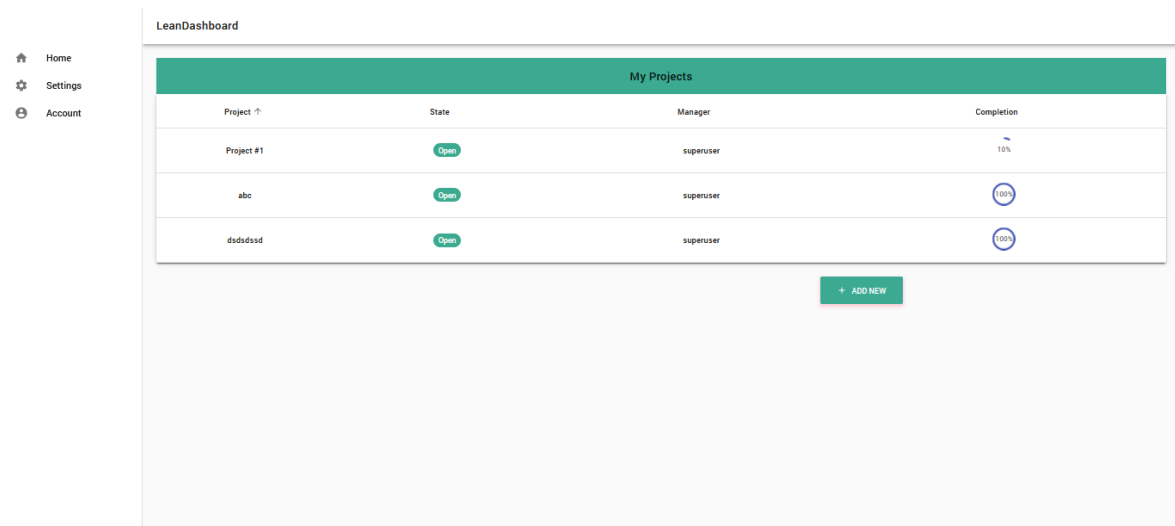 LeanDashboard
Home
Settings
Account
My Projects
Project State Manager Completion
Project #1 Open superuser 10%
abc Open superuser 100%
dsdsdssd Open superuser 100%
+ ADD NEW